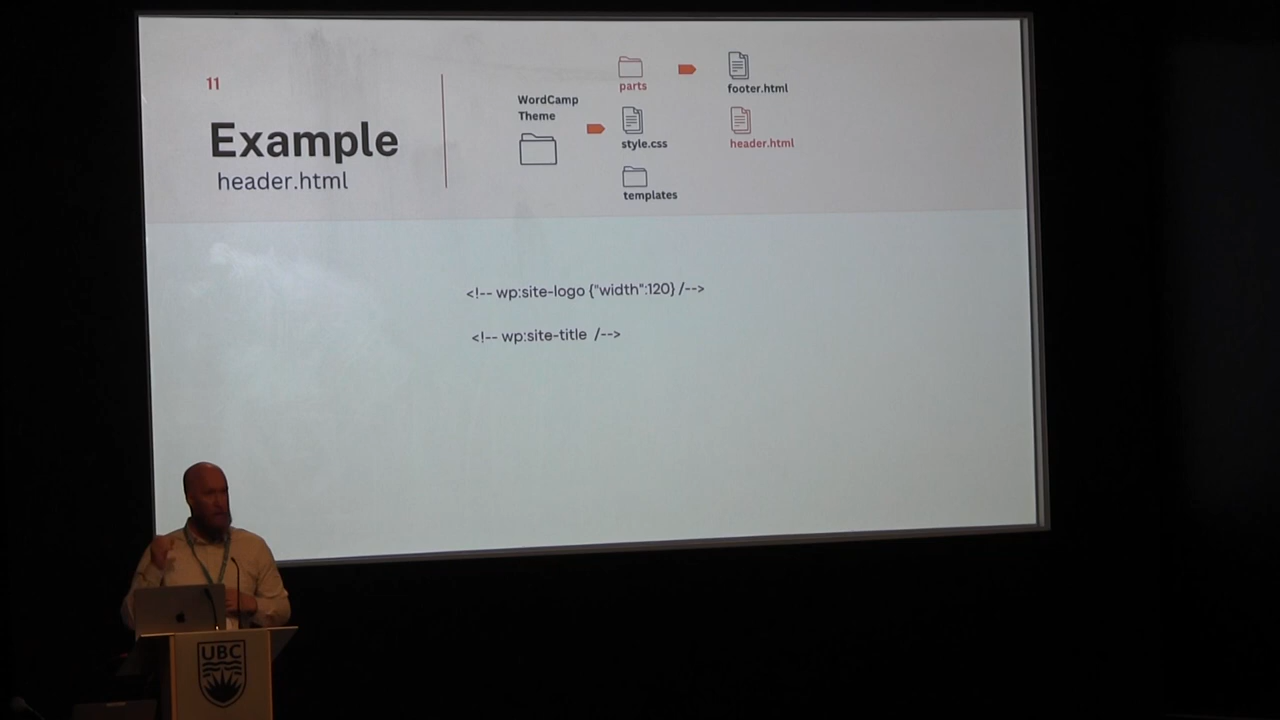 11
Example
header.html
WordCamp
Theme
parts
style.css
templates
footer.html
header.html
<!-- wp:site-logo {"width":120} /-->
<!-- wp:site-title /-->
UBC